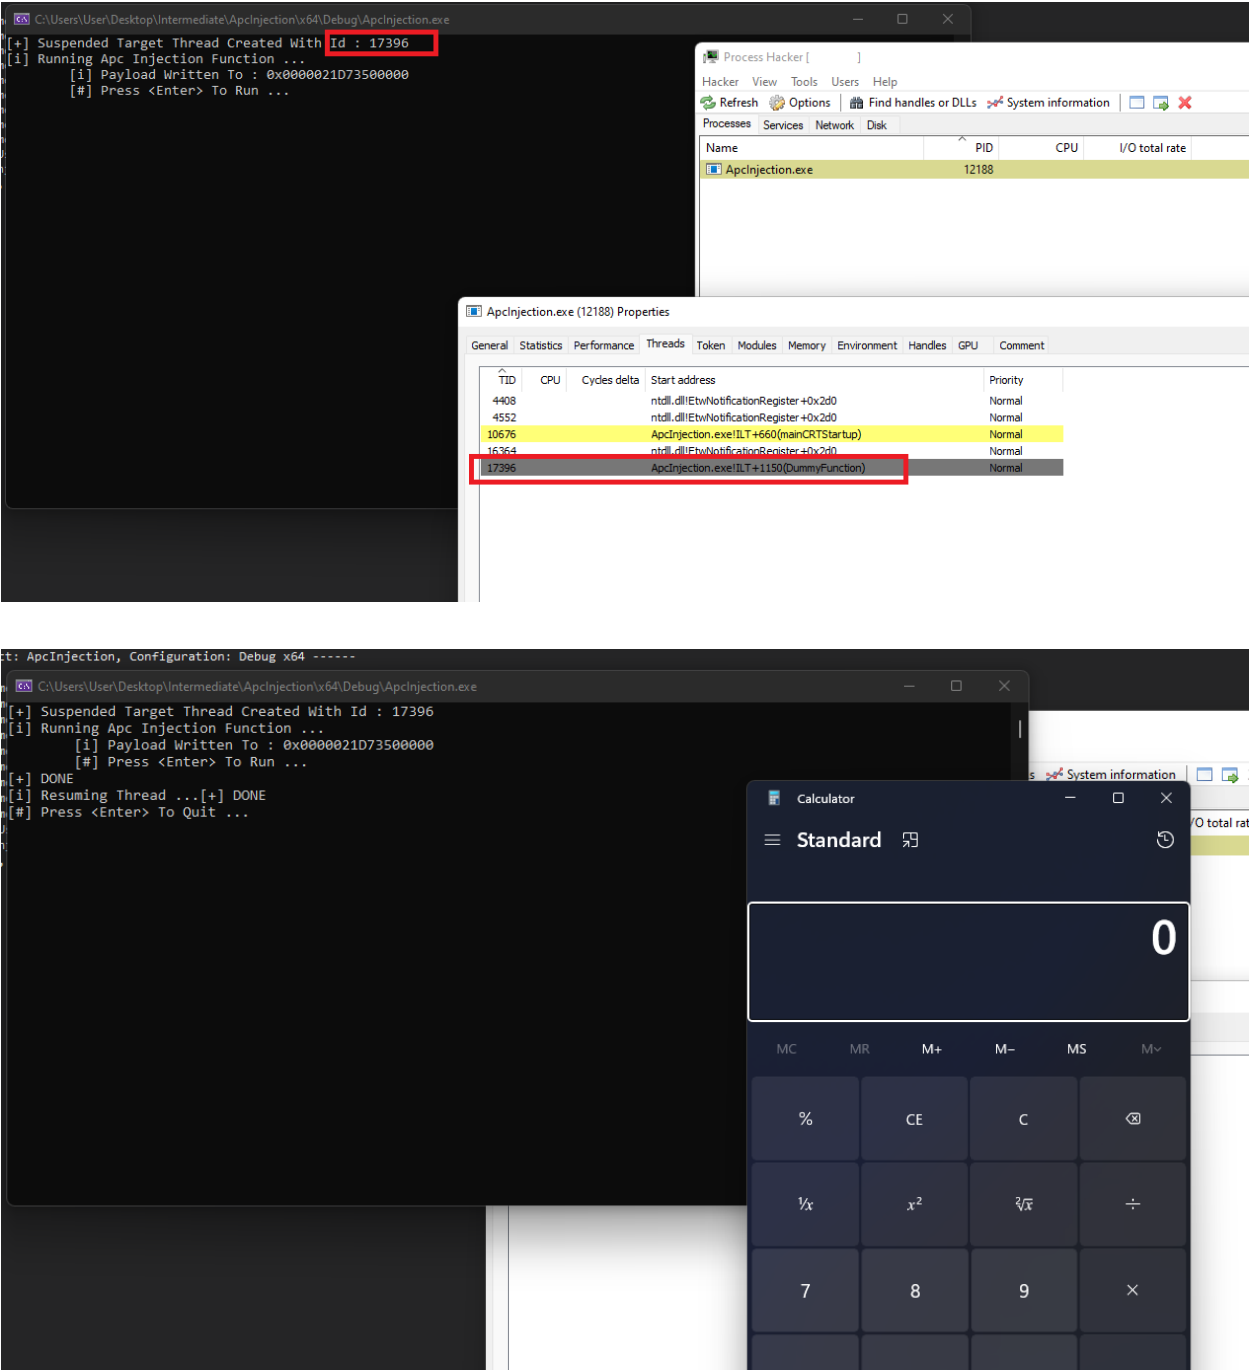 C:\Users\User\Desktop\Intermediate\ApcInjection\x64\Debug\ApcInjection.exe
[+] Suspended Target Thread Created With Id : 17396
[i] Running Apc Injection Function ...
[i] Payload Written To : 0x0000021D73500000
[#] Press <Enter> To Run ...
Process Hacker [ ]
Hacker View Tools Users Help
Refresh Options Find handles or DLLs System information
Processes Services Network Disk
Name PID CPU I/O total rate
ApcInjection.exe 12188
ApcInjection.exe (12188) Properties
General Statistics Performance Threads Token Modules Memory Environment Handles GPU Comment
TID CPU Cycles delta Start address Priority
4408 ntdll.dll!EtwNotificationRegister+0x2d0 Normal
4552 ntdll.dll!EtwNotificationRegister+0x2d0 Normal
10676 ApcInjection.exe!ILT+660(mainCRTStartup) Normal
16364 ntdll.dll!EtwNotificationRegister+0x2d0 Normal
17396 ApcInjection.exe!ILT+1150(DummyFunction) Normal
ct: ApcInjection, Configuration: Debug x64 ------
C:\Users\User\Desktop\Intermediate\ApcInjection\x64\Debug\ApcInjection.exe
[+] Suspended Target Thread Created With Id : 17396
[i] Running Apc Injection Function ...
[i] Payload Written To : 0x0000021D73500000
[#] Press <Enter> To Run ...
[+] DONE
[i] Resuming Thread ...[+] DONE
[#] Press <Enter> To Quit ...
s System information
/O total rat
Calculator
Standard
0
MC MR M+ M− MS M˅
% CE C ⌫
¹/x x² ²√x ÷
7 8 9 ×